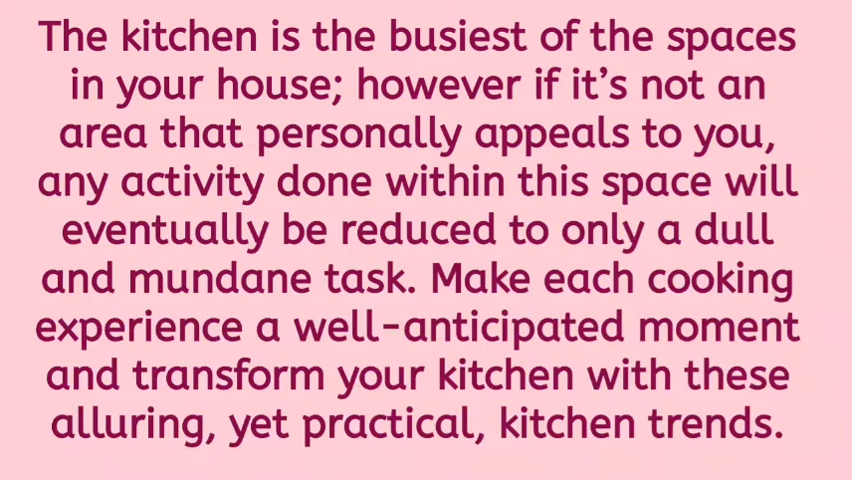 The kitchen is the busiest of the spaces
in your house; however if it’s not an
area that personally appeals to you,
any activity done within this space will
eventually be reduced to only a dull
and mundane task. Make each cooking
experience a well-anticipated moment
and transform your kitchen with these
alluring, yet practical, kitchen trends.